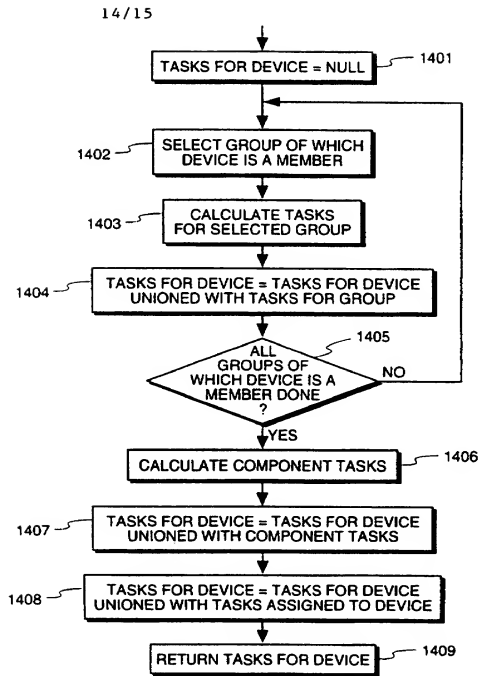 14/15
TASKS FOR DEVICE = NULL
1401
1402
SELECT GROUP OF WHICH
DEVICE IS A MEMBER
1403
CALCULATE TASKS
FOR SELECTED GROUP
1404
TASKS FOR DEVICE = TASKS FOR DEVICE
UNIONED WITH TASKS FOR GROUP
1405
ALL
GROUPS OF
WHICH DEVICE IS A
MEMBER DONE
?
NO
YES
CALCULATE COMPONENT TASKS
1406
1407
TASKS FOR DEVICE = TASKS FOR DEVICE
UNIONED WITH COMPONENT TASKS
1408
TASKS FOR DEVICE = TASKS FOR DEVICE
UNIONED WITH TASKS ASSIGNED TO DEVICE
RETURN TASKS FOR DEVICE
1409